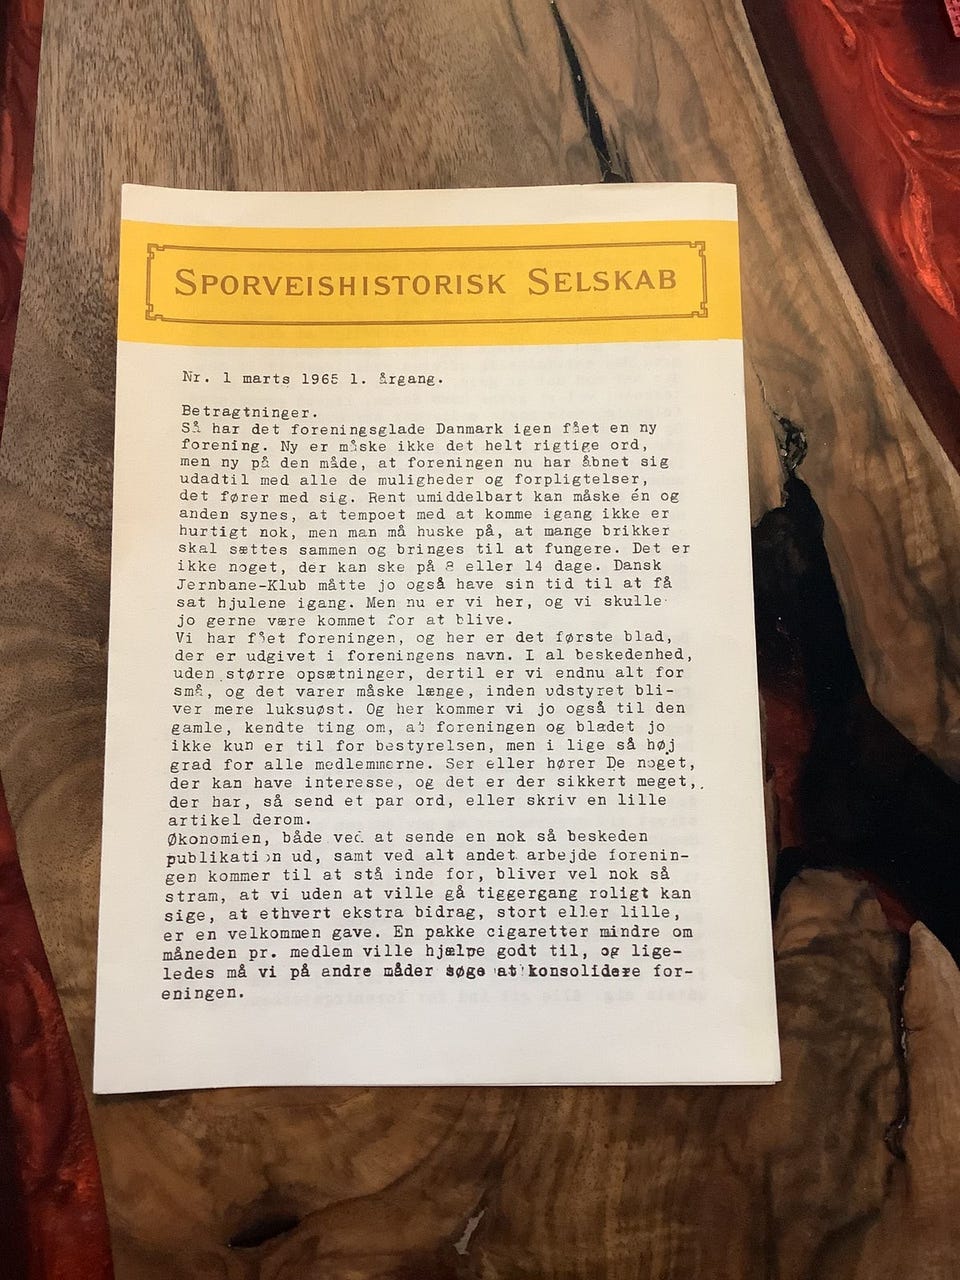 SPORVEISHISTORISK SELSKAB
Nr. 1 marts 1965 1. årgang.
Betragtninger.
Så har det foreningsglade Danmark igen fået en ny
forening. Ny er måske ikke det helt rigtige ord,
men ny på den måde, at foreningen nu har åbnet sig
udadtil med alle de muligheder og forpligtelser,
det fører med sig. Rent umiddelbart kan måske én og
anden synes, at tempoet med at komme igang ikke er
hurtigt nok, men man må huske på, at mange brikker
skal sættes sammen og bringes til at fungere. Det er
ikke noget, der kan ske på 8 eller 14 dage. Dansk
Jernbane-Klub måtte jo også have sin tid til at få
sat hjulene igang. Men nu er vi her, og vi skulle
jo gerne være kommet for at blive.
Vi har fået foreningen, og her er det første blad,
der er udgivet i foreningens navn. I al beskedenhed,
uden større opsætninger, dertil er vi endnu alt for
små, og det varer måske længe, inden udstyret bli-
ver mere luksuøst. Og her kommer vi jo også til den
gamle, kendte ting om, at foreningen og bladet jo
ikke kun er til for bestyrelsen, men i lige så høj
grad for alle medlemmerne. Ser eller hører De noget,
der kan have interesse, og det er der sikkert meget,
der har, så send et par ord, eller skriv en lille
artikel derom.
Økonomien, både ved at sende en nok så beskeden
publikation ud, samt ved alt andet arbejde forenin-
gen kommer til at stå inde for, bliver vel nok så
stram, at vi uden at ville gå tiggergang roligt kan
sige, at ethvert ekstra bidrag, stort eller lille,
er en velkommen gave. En pakke cigaretter mindre om
måneden pr. medlem ville hjælpe godt til, og lige-
ledes må vi på andre måder søge at konsolidere for-
eningen.